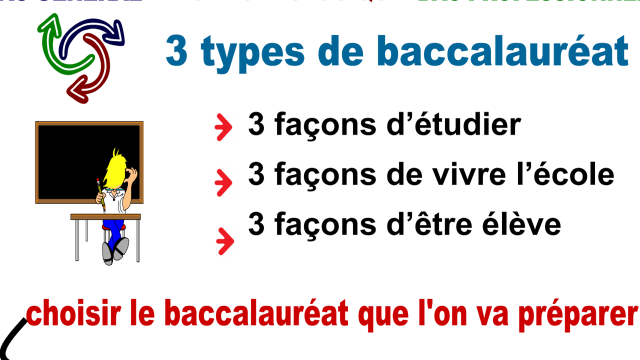 3 types de baccalauréat
3 façons d’étudier
3 façons de vivre l’école
3 façons d’être élève
choisir le baccalauréat que l'on va préparer